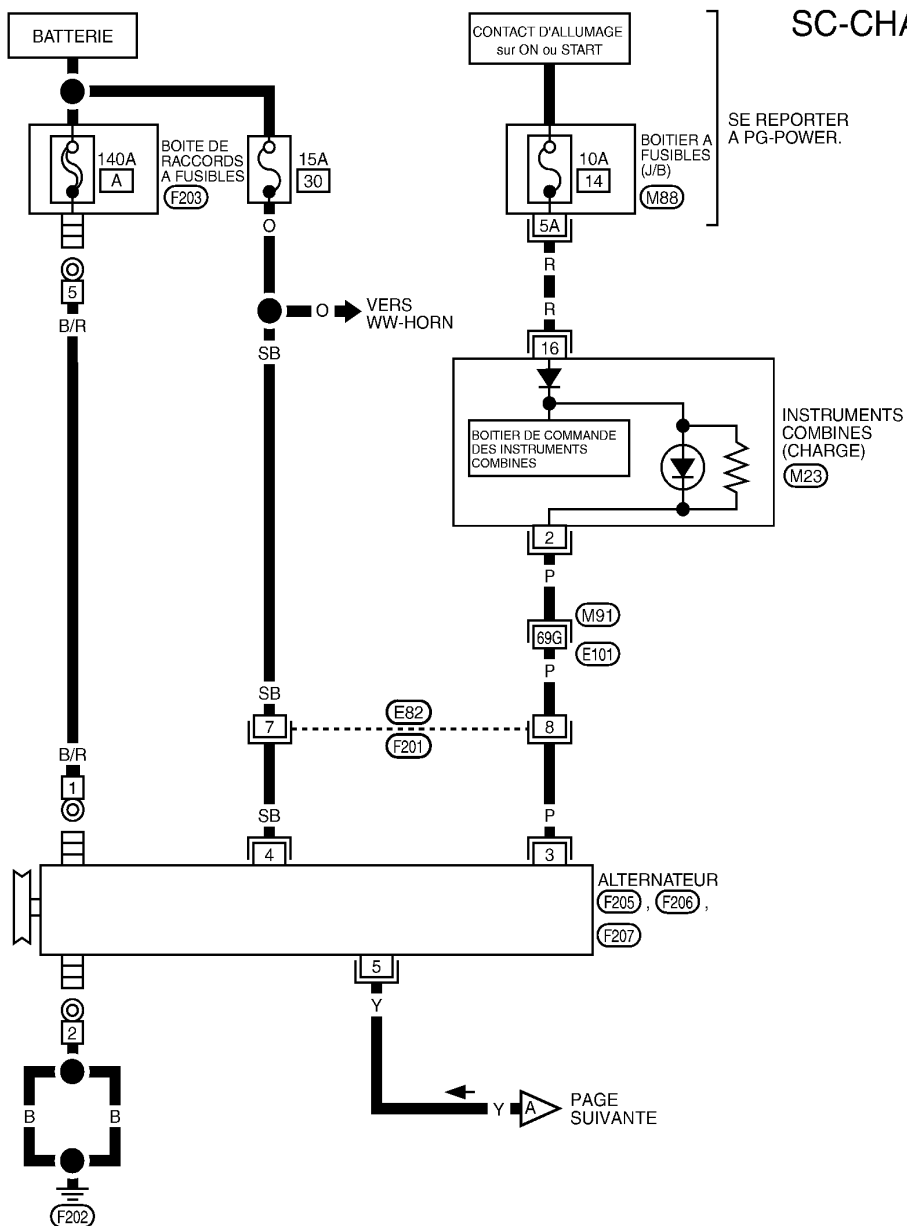 SC-CHA
BATTERIE
CONTACT D'ALLUMAGE
sur ON ou START
SE REPORTER
A PG-POWER.
140A
A
BOITE DE
RACCORDS
A FUSIBLES
F203
15A
30
10A
14
BOITIER A
FUSIBLES
(J/B)
M88
5A
O
R
5
B/R
O
VERS
WW-HORN
R
SB
16
BOITIER DE COMMANDE
DES INSTRUMENTS
COMBINES
INSTRUMENTS
COMBINES
(CHARGE)
M23
2
P
M91
69G
E101
P
SB
E82
7
8
F201
B/R
1
SB
P
4
3
ALTERNATEUR
F205 , F206 ,
F207
5
Y
2
B
B
Y
A
PAGE
SUIVANTE
F202